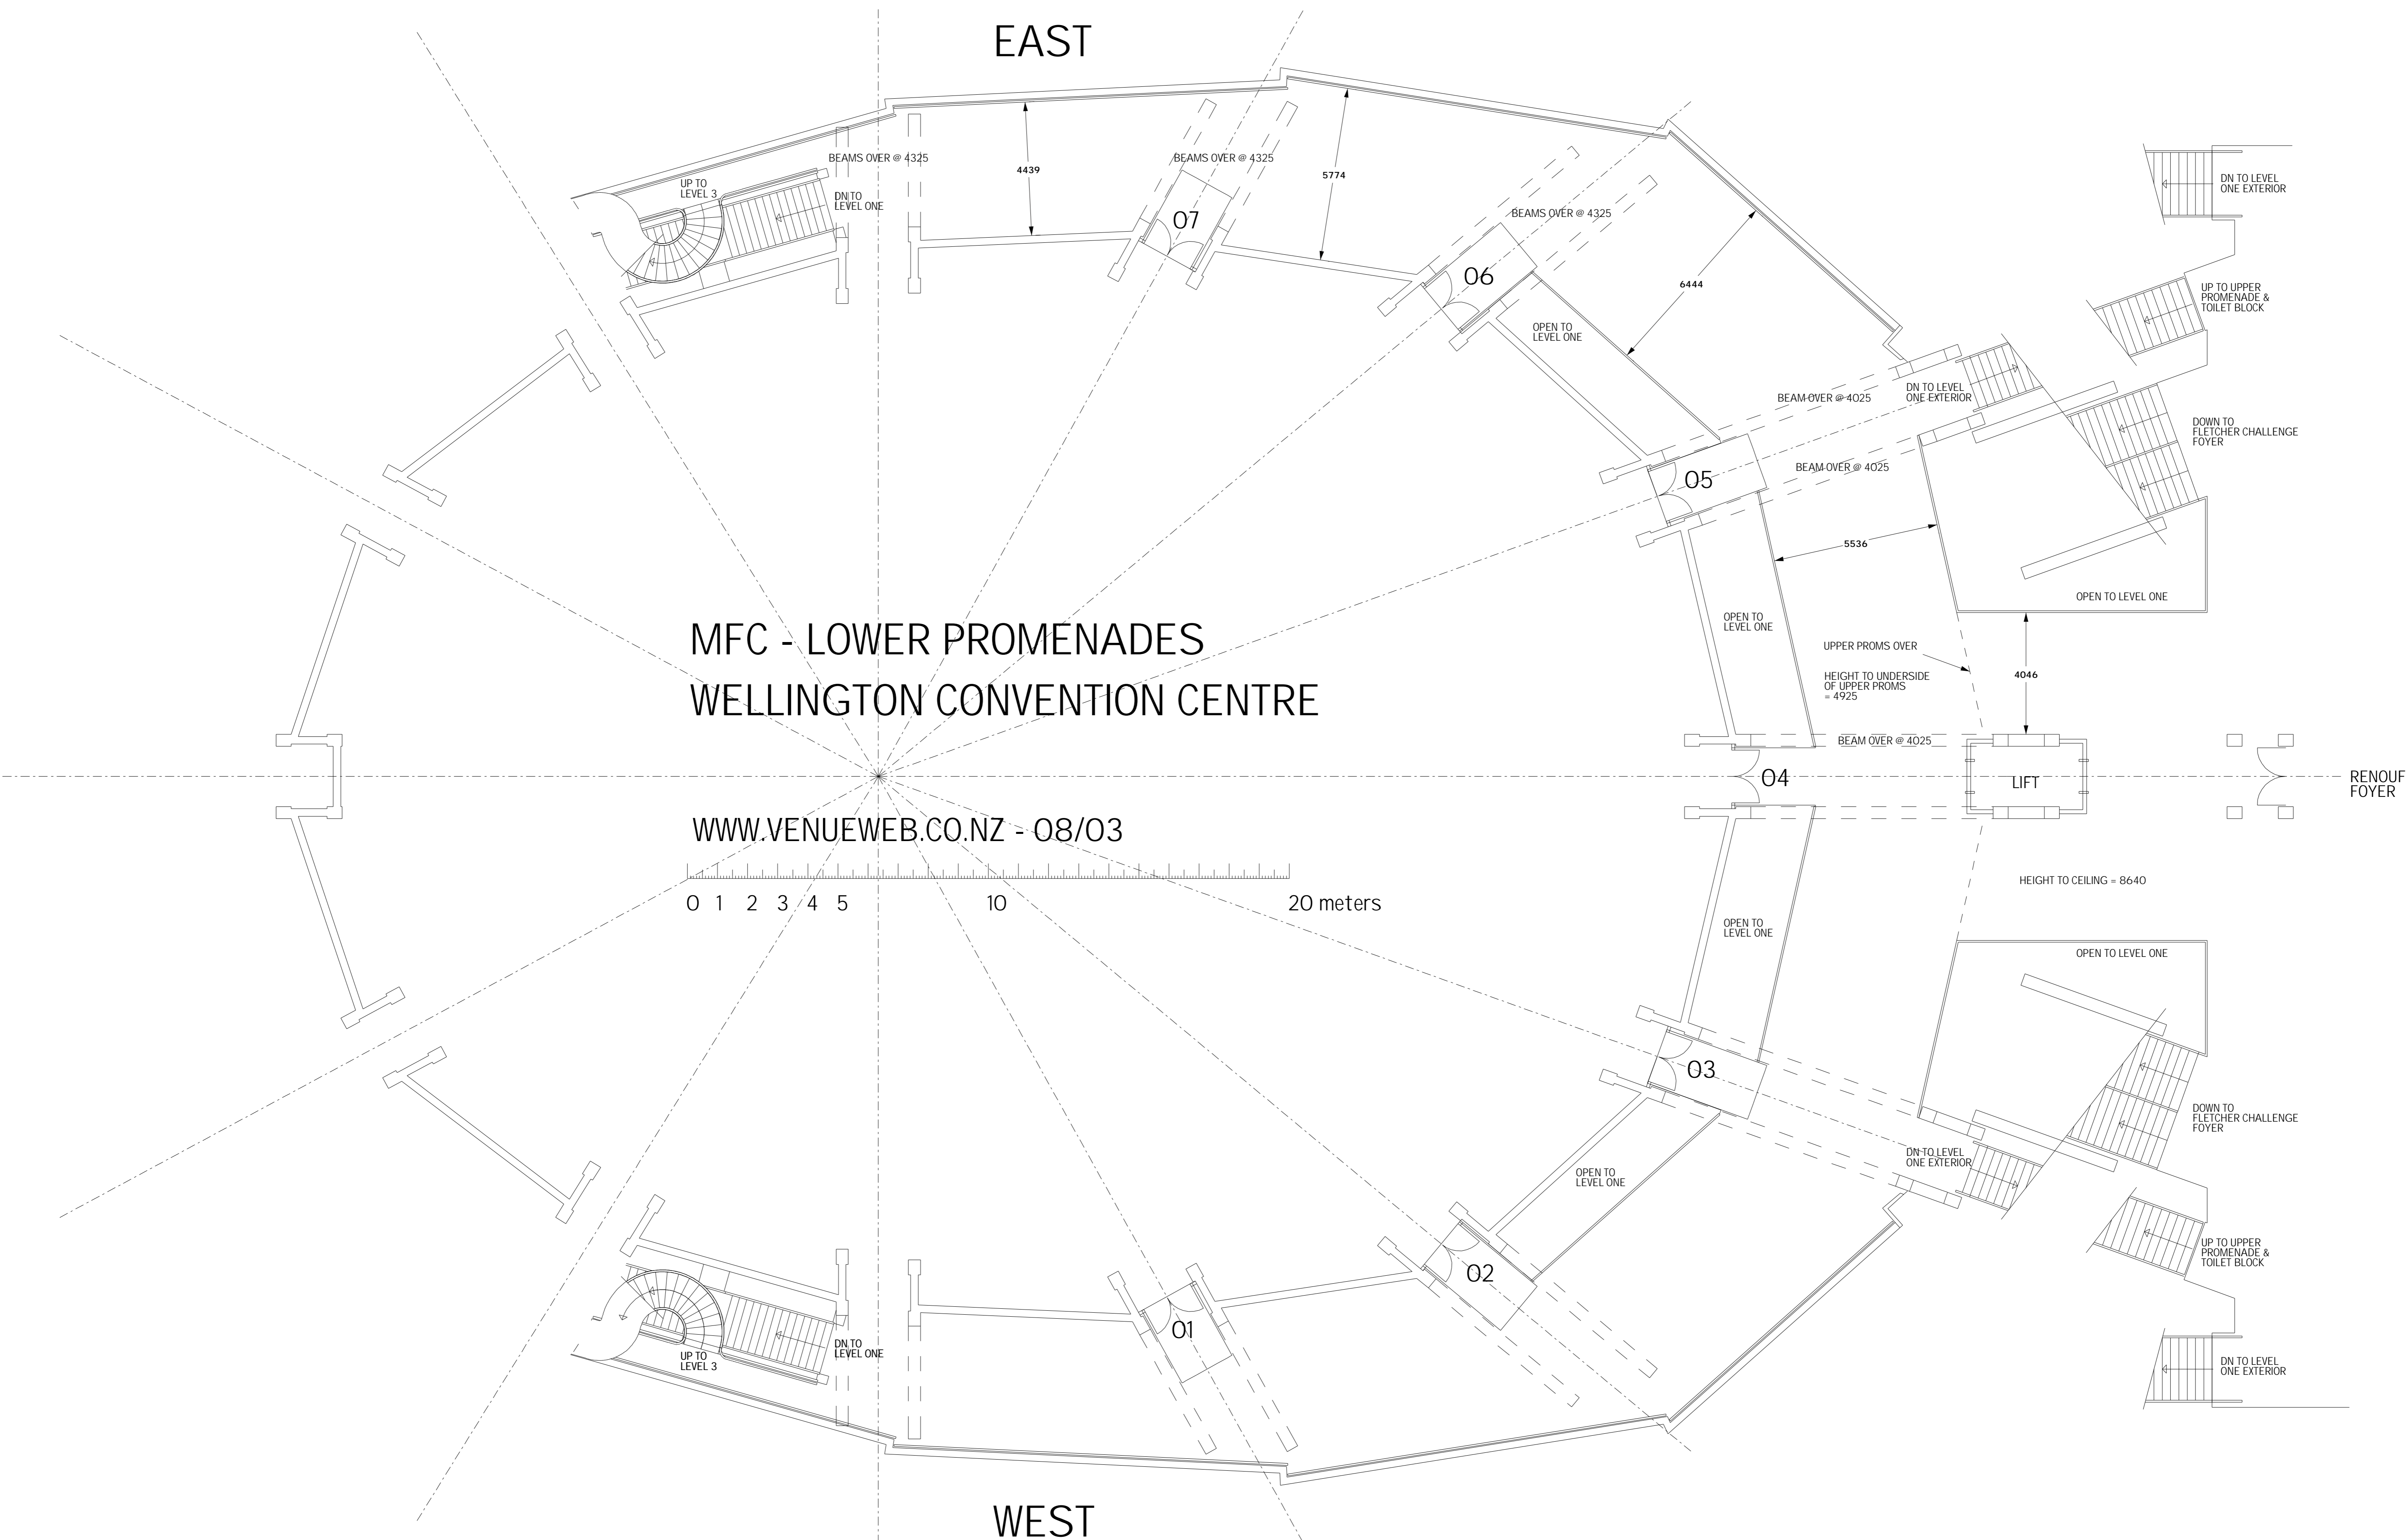 EAST
BEAMS OVER @ 4325
BEAMS OVER @ 4325
4439
5774
UP TO
LEVEL 3
DN TO
LEVEL ONE
07
BEAMS OVER @ 4325
06
6444
OPEN TO
LEVEL ONE
DN TO LEVEL
ONE EXTERIOR
UP TO UPPER
PROMENADE &
TOILET BLOCK
DN TO LEVEL
ONE EXTERIOR
BEAM OVER @ 4025
DOWN TO
FLETCHER CHALLENGE
FOYER
BEAM OVER @ 4025
05
5536
OPEN TO LEVEL ONE
OPEN TO
LEVEL ONE
UPPER PROMS OVER
HEIGHT TO UNDERSIDE
OF UPPER PROMS
= 4925
4046
MFC - LOWER PROMENADES
WELLINGTON CONVENTION CENTRE
BEAM OVER @ 4025
04
LIFT
RENOUF
FOYER
WWW.VENUEWEB.CO.NZ - 08/03
0 1 2 3 4 5 10 20 meters
HEIGHT TO CEILING = 8640
OPEN TO
LEVEL ONE
OPEN TO LEVEL ONE
03
DOWN TO
FLETCHER CHALLENGE
FOYER
DN TO LEVEL
ONE EXTERIOR
OPEN TO
LEVEL ONE
UP TO UPPER
PROMENADE &
TOILET BLOCK
02
01
DN TO
LEVEL ONE
UP TO
LEVEL 3
DN TO LEVEL
ONE EXTERIOR
WEST